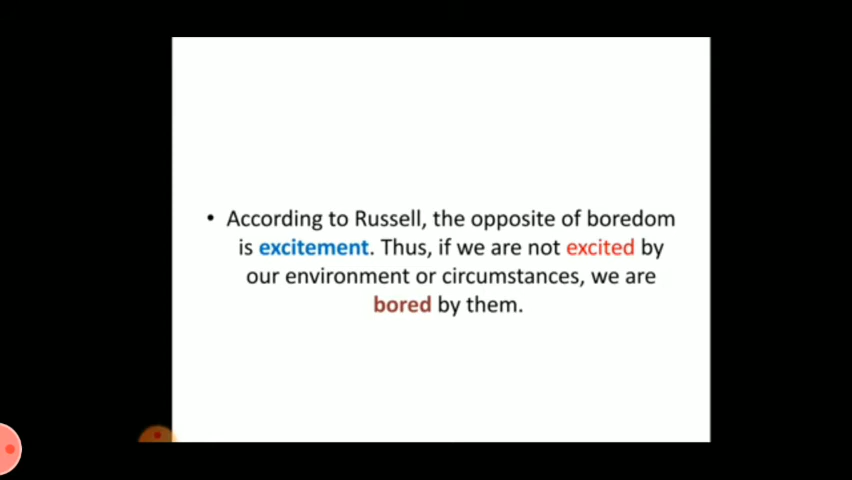 • According to Russell, the opposite of boredom
is excitement. Thus, if we are not excited by
our environment or circumstances, we are
bored by them.